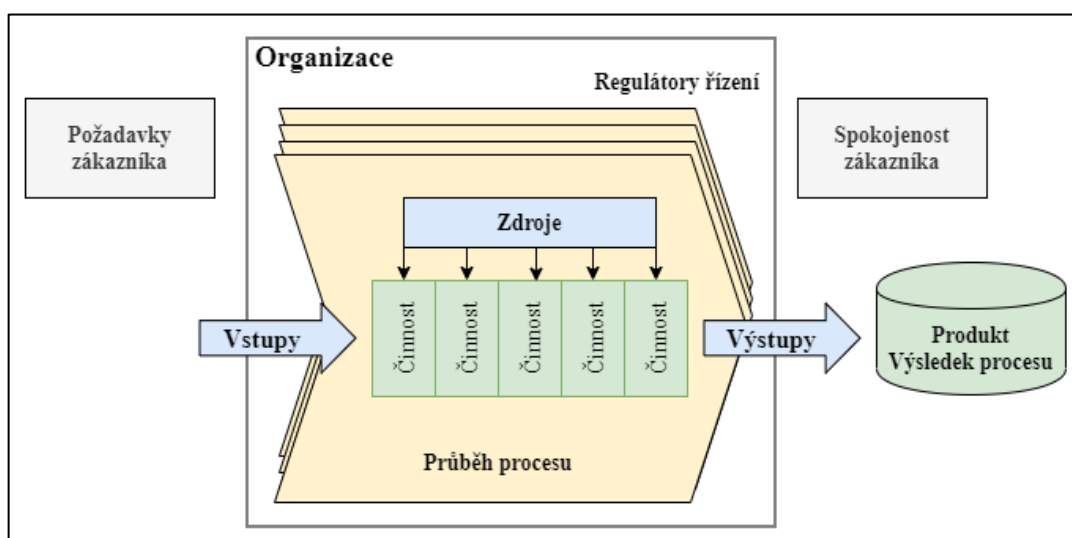 Organizace
Regulátory řízení
Požadavky
zákazníka
Spokojenost
zákazníka
Zdroje
Vstupy
Činnost
Činnost
Činnost
Činnost
Činnost
Výstupy
Produkt
Výsledek procesu
Průběh procesu